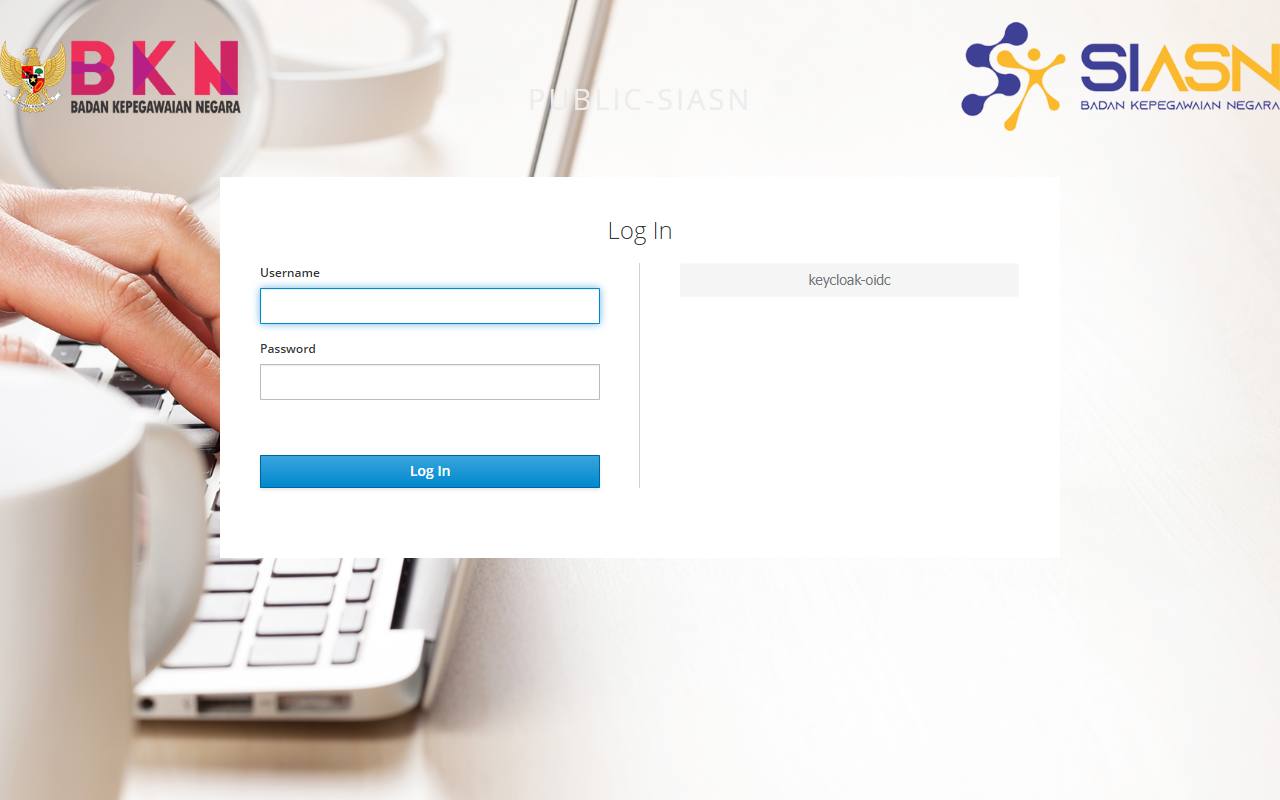 BKN
BADAN KEPEGAWAIAN NEGARA
PUBLIC-SIASN
SIASN
BADAN KEPEGAWAIAN NEGARA
Log In
Username
keycloak-oidc
Password
Log In